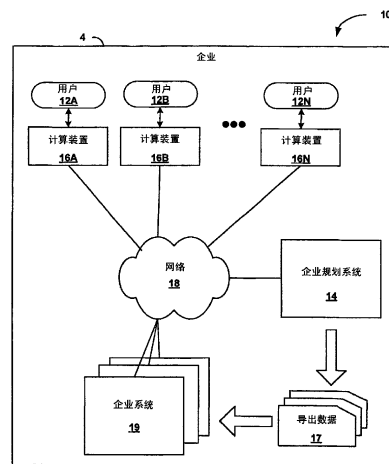 10
4
企业
用户
12A
用户
12B
用户
12N
计算装置
16A
计算装置
16B
计算装置
16N
网络
18
企业规划系统
14
企业系统
19
导出数据
17